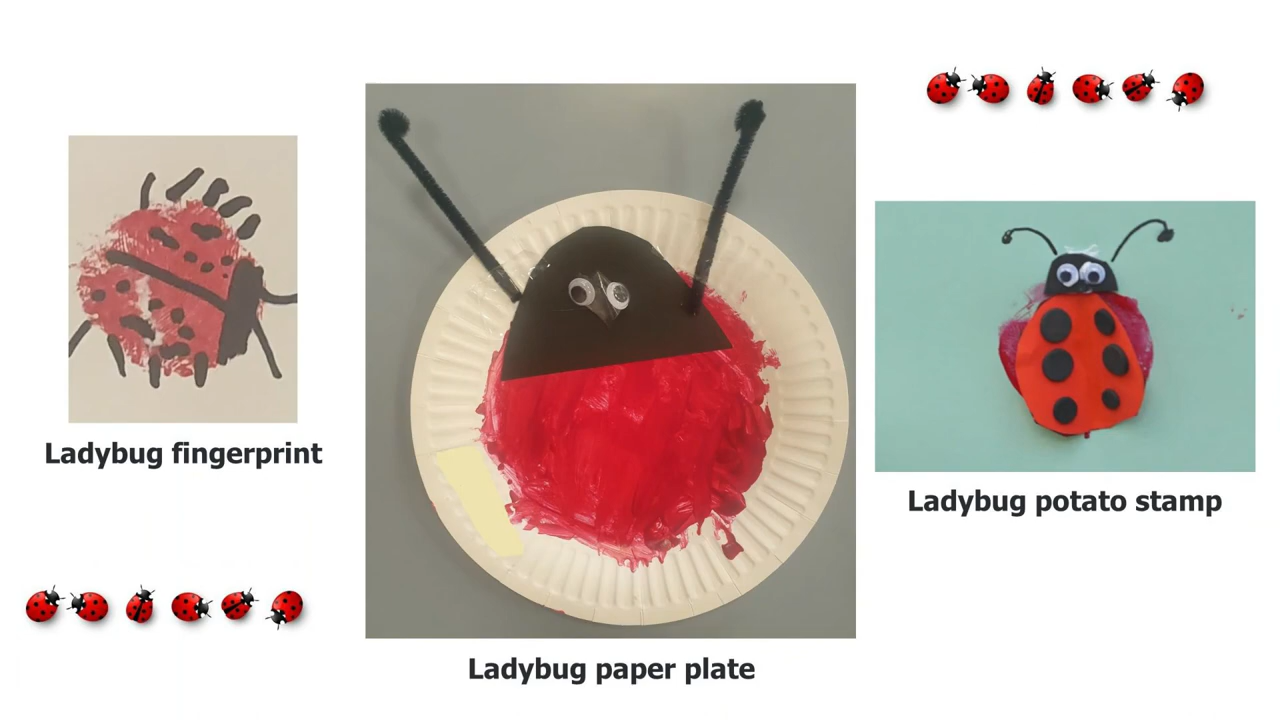 Ladybug fingerprint
Ladybug paper plate
Ladybug potato stamp